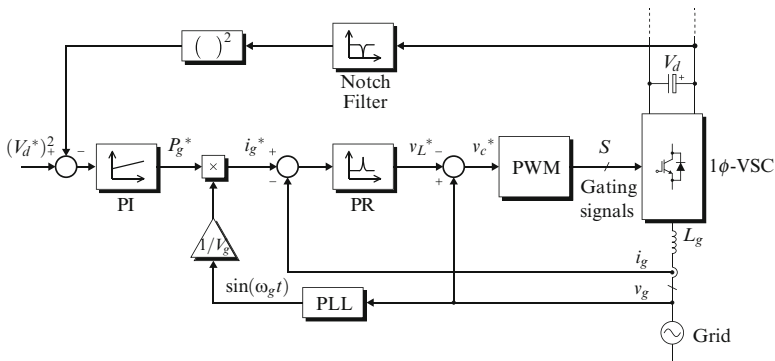 V_d
+
( )^2
Notch
Filter
(V_d^*)^2
+
−
P_g^*
i_g^*
+
−
v_L^*
−
+
v_c^*
S
×
PWM
1ϕ-VSC
PI
PR
Gating
signals
L_g
1/V_g
i_g
sin(ω_g t)
v_g
PLL
Grid